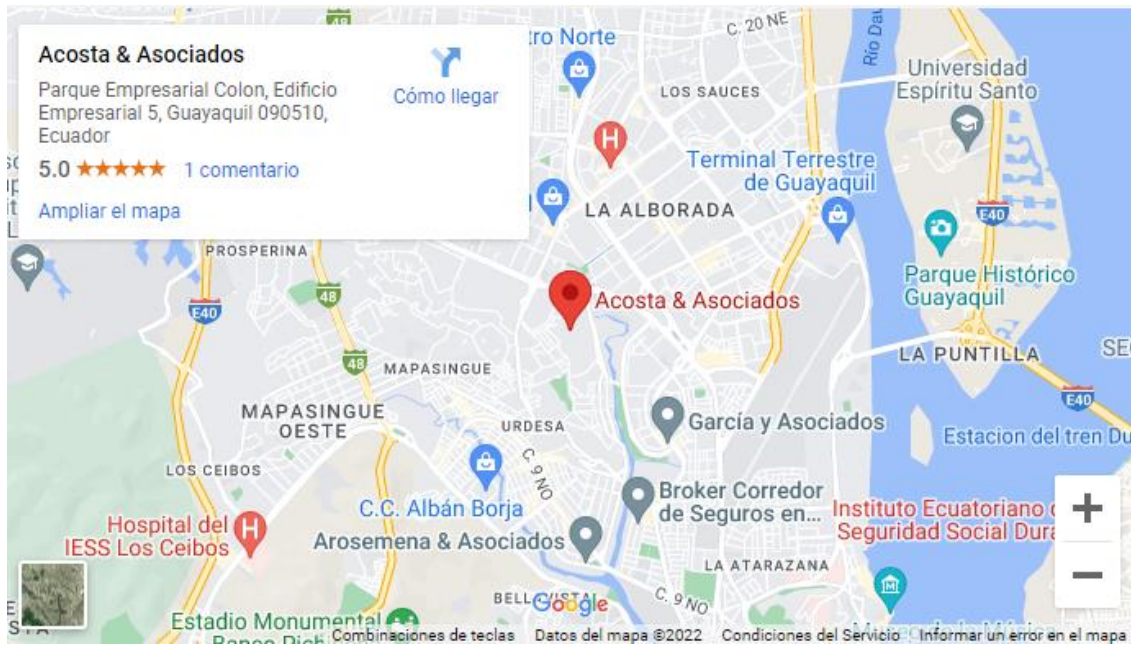 Acosta & Asociados
Parque Empresarial Colon, Edificio
Empresarial 5, Guayaquil 090510,
Ecuador
5.0
1 comentario
Ampliar el mapa
Cómo llegar
48
Norte
C. 20 NE
LOS SAUCES
Río
Universidad
Espíritu Santo
H
Terminal Terrestre
de Guayaquil
LA ALBORADA
E40
PROSPERINA
Parque Histórico
Guayaquil
48
E40
Acosta & Asociados
LA PUNTILLA
48
MAPASINGUE
E40
MAPASINGUE
OESTE
URDESA
García y Asociados
Estacion del tren
LOS CEIBOS
C. 9 NO
C.C. Albán Borja
Broker Corredor
de Seguros en...
Hospital del
IESS Los Ceibos
H
Arosemena & Asociados
Instituto Ecuatoriano
Seguridad Social
+
−
LA ATARAZANA
BELLAVISTA
Google
C. 9 NO
M
Estadio Monumental
Banco
Combinaciones de teclas
Datos del mapa ©2022
Condiciones del Servicio
Informar un error en el mapa